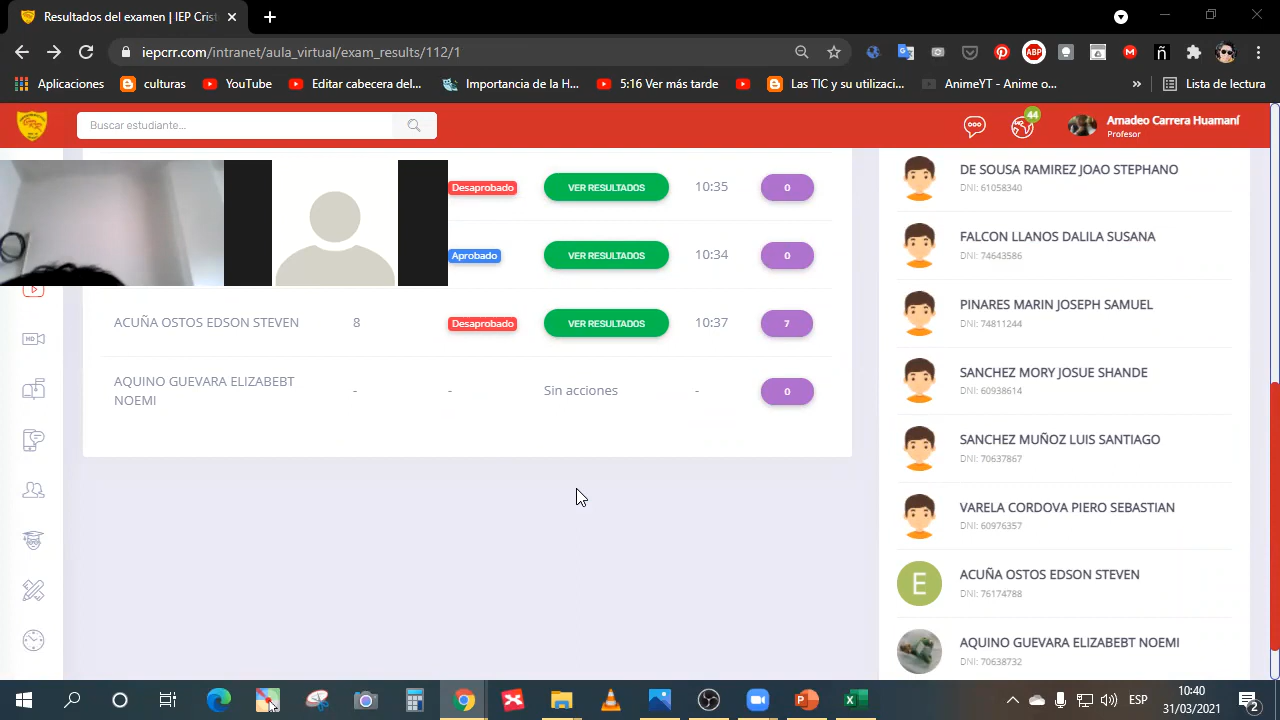 Resultados del examen | IEP Crist
iepcrr.com/intranet/aula_virtual/exam_results/112/1
ABP
M
ñ
Aplicaciones
culturas
YouTube
Editar cabecera del...
Importancia de la H...
5:16 Ver más tarde
Las TIC y su utilizaci...
AnimeYT - Anime o...
»
Lista de lectura
Buscar estudiante...
44
Amadeo Carrera Huamaní
Profesor
Desaprobado VER RESULTADOS 10:35 0
Aprobado VER RESULTADOS 10:34 0
ACUÑA OSTOS EDSON STEVEN 8 Desaprobado VER RESULTADOS 10:37 7
AQUINO GUEVARA ELIZABEBT
NOEMI
- - Sin acciones - 0
HD
DE SOUSA RAMIREZ JOAO STEPHANO
DNI: 61058340
FALCON LLANOS DALILA SUSANA
DNI: 74643586
PINARES MARIN JOSEPH SAMUEL
DNI: 74811244
SANCHEZ MORY JOSUE SHANDE
DNI: 60938614
SANCHEZ MUÑOZ LUIS SANTIAGO
DNI: 70637867
VARELA CORDOVA PIERO SEBASTIAN
DNI: 60976357
E
ACUÑA OSTOS EDSON STEVEN
DNI: 76174788
AQUINO GUEVARA ELIZABEBT NOEMI
DNI: 70638732
ESP
10:40
31/03/2021
2